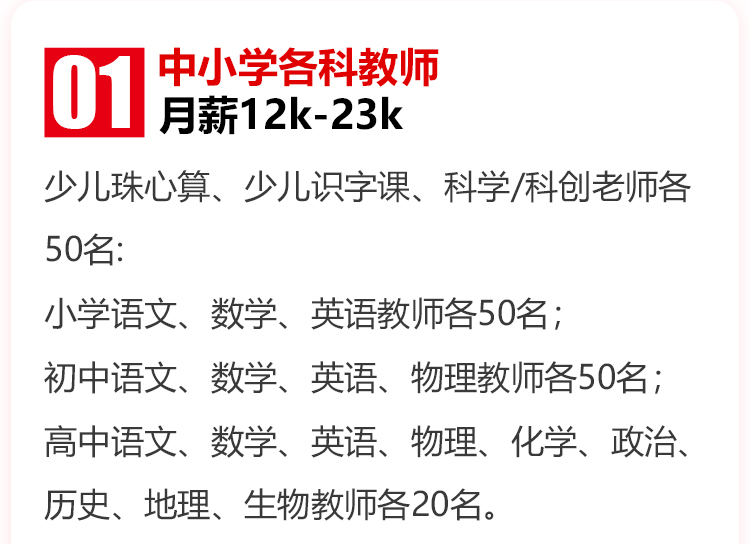 01
中小学各科教师
月薪12k-23k
少儿珠心算、少儿识字课、科学/科创老师各
50名:
小学语文、数学、英语教师各50名；
初中语文、数学、英语、物理教师各50名；
高中语文、数学、英语、物理、化学、政治、
历史、地理、生物教师各20名。